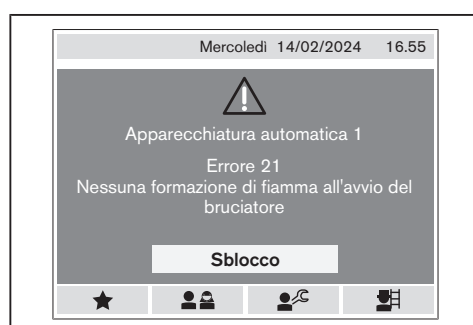 Mercoledì 14/02/2024 16.55
Apparecchiatura automatica 1
Errore 21
Nessuna formazione di fiamma all'avvio del
bruciatore
Sblocco